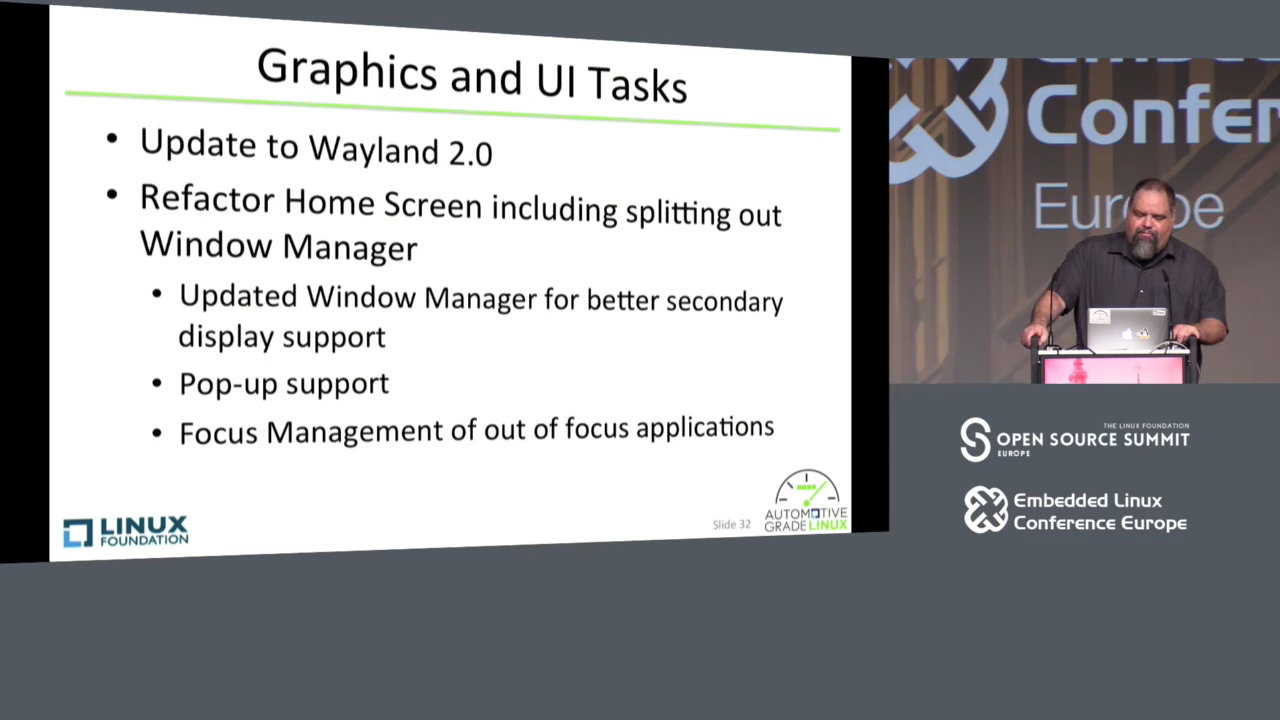 Graphics and UI Tasks
• Update to Wayland 2.0
• Refactor Home Screen including splitting out
Window Manager
• Updated Window Manager for better secondary
display support
• Pop-up support
• Focus Management of out of focus applications
LINUX
FOUNDATION
Slide 32
AUTOMOTIVE
GRADE LINUX
Confer
Europe
THE LINUX FOUNDATION
OPEN SOURCE SUMMIT
EUROPE
Embedded Linux
Conference Europe